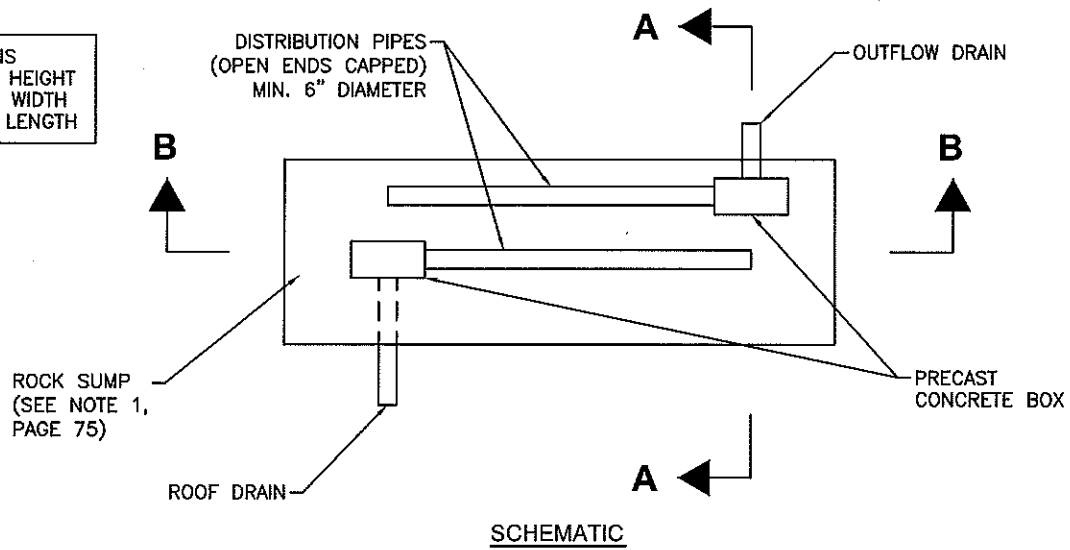 IS
HEIGHT
WIDTH
LENGTH
DISTRIBUTION PIPES
(OPEN ENDS CAPPED)
MIN. 6" DIAMETER
A
OUTFLOW DRAIN
B
B
ROCK SUMP
(SEE NOTE 1,
PAGE 75)
PRECAST
CONCRETE BOX
ROOF DRAIN
A
SCHEMATIC